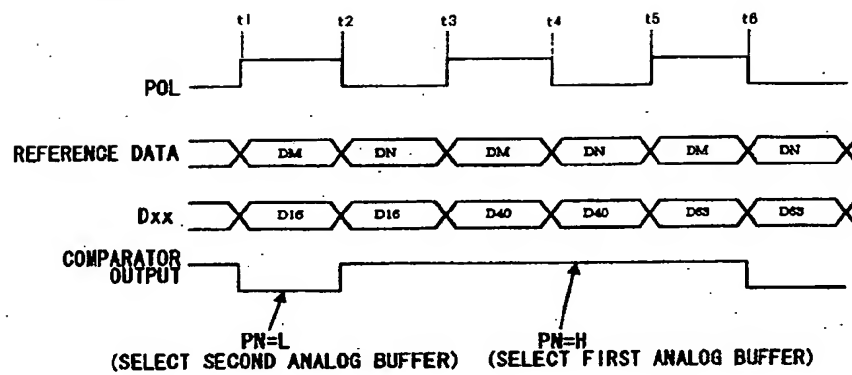 t1 t2 t3 t4 t5 t6
POL
REFERENCE DATA DM DN DM DN DM DN
Dxx D16 D16 D40 D40 D63 D63
COMPARATOR
OUTPUT
PN=L PN=H
(SELECT SECOND ANALOG BUFFER) (SELECT FIRST ANALOG BUFFER)